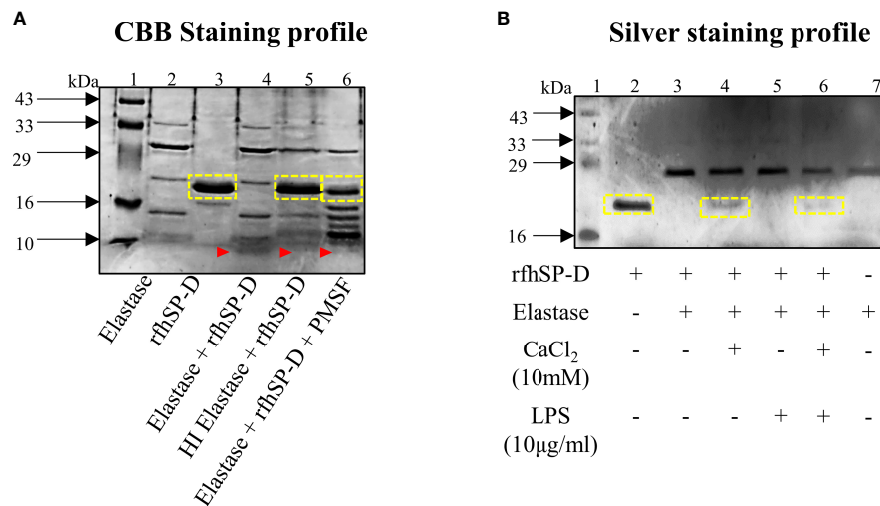 A
CBB Staining profile
kDa 1 2 3 4 5 6
43
33
29
16
10
Elastase
rfhSP-D
Elastase + rfhSP-D
HI Elastase + rfhSP-D
Elastase + rfhSP-D + PMSF
B
Silver staining profile
kDa 1 2 3 4 5 6 7
43
33
29
16
rfhSP-D + + + + + -
Elastase - + + + + +
CaCl2 - - + - + -
(10mM)
LPS - - - + + -
(10μg/ml)